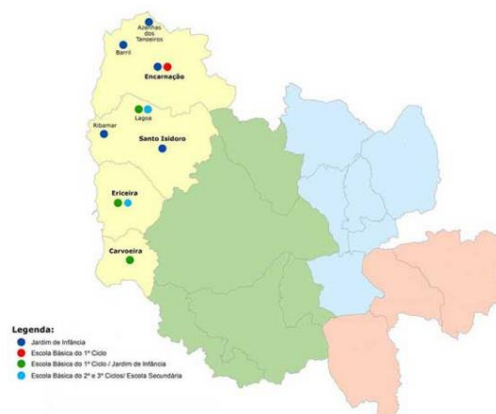 Azenhas
dos
Tanoeiros
Barril
Encarnação
Lagoa
Ribamar
Santo Isidoro
Ericeira
Carvoeira
Legenda:
Jardim de Infância
Escola Básica do 1º Ciclo
Escola Básica do 1º Ciclo / Jardim de Infância
Escola Básica do 2º e 3º Ciclos/ Escola Secundária